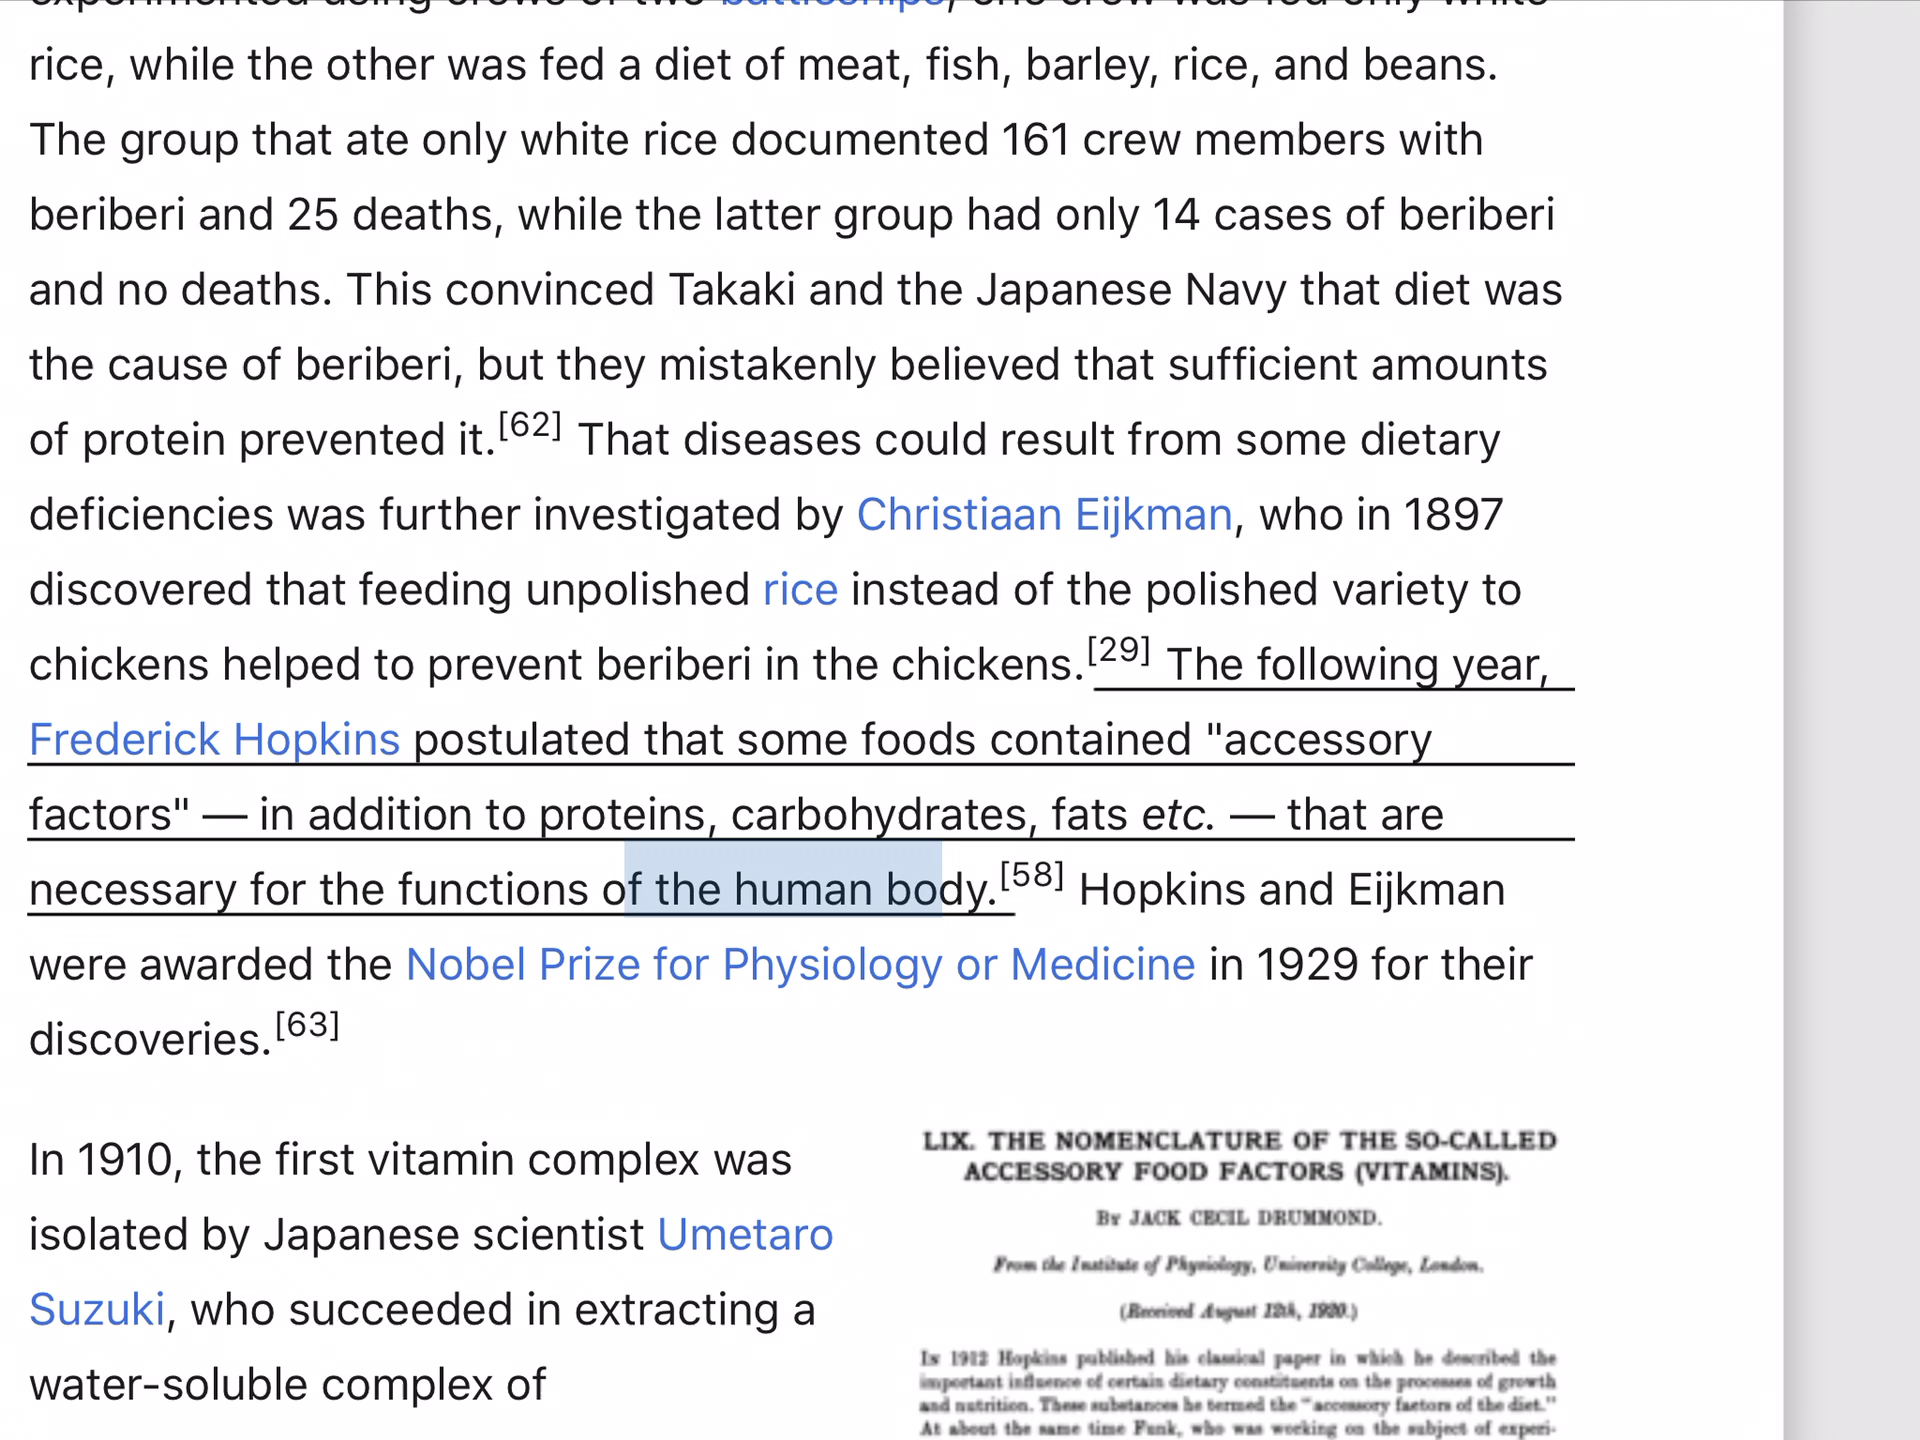 experimented using crews of two battleships; one crew was fed only white
rice, while the other was fed a diet of meat, fish, barley, rice, and beans.
The group that ate only white rice documented 161 crew members with
beriberi and 25 deaths, while the latter group had only 14 cases of beriberi
and no deaths. This convinced Takaki and the Japanese Navy that diet was
the cause of beriberi, but they mistakenly believed that sufficient amounts
of protein prevented it.[62] That diseases could result from some dietary
deficiencies was further investigated by Christiaan Eijkman, who in 1897
discovered that feeding unpolished rice instead of the polished variety to
chickens helped to prevent beriberi in the chickens.[29] The following year,
Frederick Hopkins postulated that some foods contained "accessory
factors" — in addition to proteins, carbohydrates, fats etc. — that are
necessary for the functions of the human body.[58] Hopkins and Eijkman
were awarded the Nobel Prize for Physiology or Medicine in 1929 for their
discoveries.[63]
In 1910, the first vitamin complex was
isolated by Japanese scientist Umetaro
Suzuki, who succeeded in extracting a
water-soluble complex of
LIX. THE NOMENCLATURE OF THE SO-CALLED
ACCESSORY FOOD FACTORS (VITAMINS).
By JACK CECIL DRUMMOND.
From the Institute of Physiology, University College, London.
(Received August 12th, 1920.)
In 1912 Hopkins published his classical paper in which he described the
important influence of certain dietary constituents on the processes of growth
and nutrition. These substances he termed the "accessory factors of the diet."
At about the same time Funk, who was working on the subject of experi-